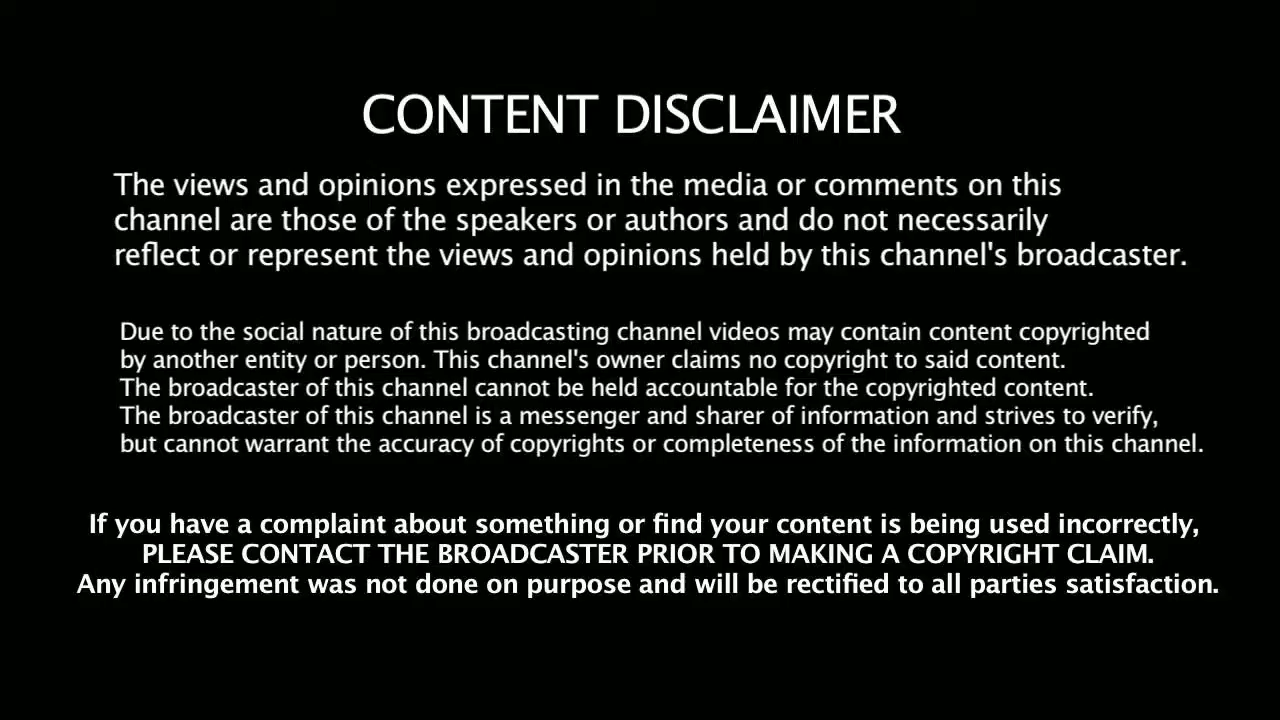 CONTENT DISCLAIMER
The views and opinions expressed in the media or comments on this
channel are those of the speakers or authors and do not necessarily
reflect or represent the views and opinions held by this channel's broadcaster.
Due to the social nature of this broadcasting channel videos may contain content copyrighted
by another entity or person. This channel's owner claims no copyright to said content.
The broadcaster of this channel cannot be held accountable for the copyrighted content.
The broadcaster of this channel is a messenger and sharer of information and strives to verify,
but cannot warrant the accuracy of copyrights or completeness of the information on this channel.
If you have a complaint about something or find your content is being used incorrectly,
PLEASE CONTACT THE BROADCASTER PRIOR TO MAKING A COPYRIGHT CLAIM.
Any infringement was not done on purpose and will be rectified to all parties satisfaction.